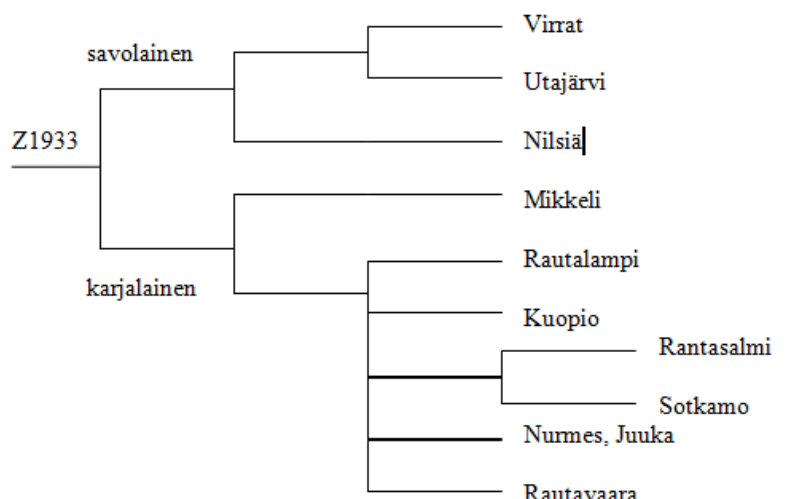 Virrat
savolainen
Utajärvi
Z1933
Nilsiä
Mikkeli
Rautalampi
karjalainen
Kuopio
Rantasalmi
Sotkamo
Nurmes, Juuka
Rautavaara